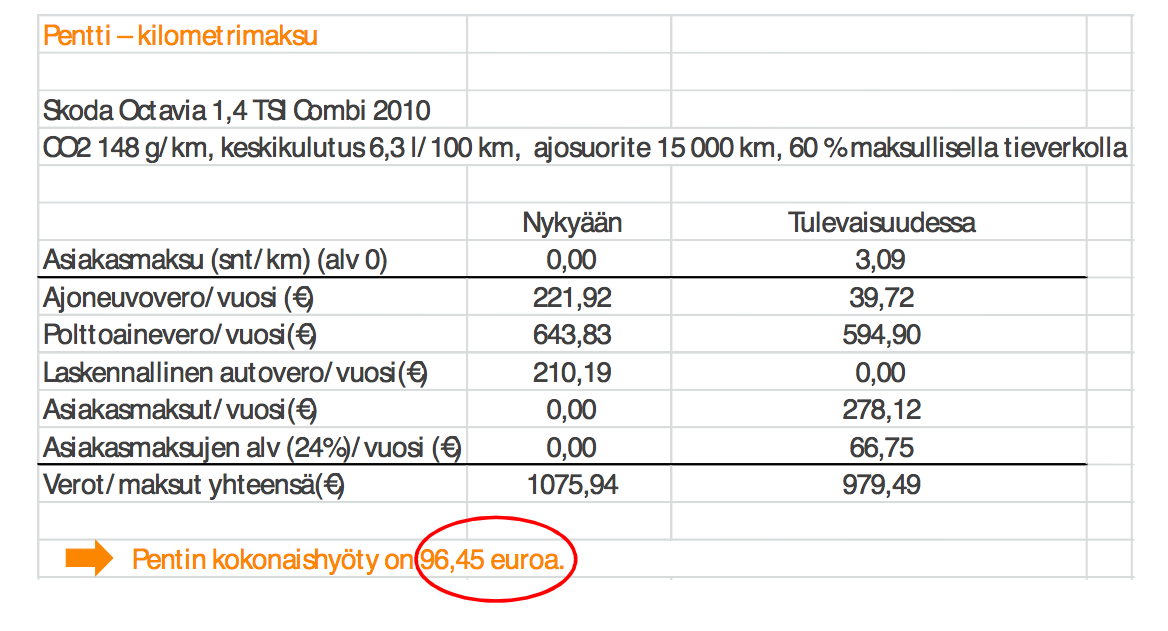 Pentti – kilometrimaksu
Skoda Octavia 1,4 TSI Combi 2010
CO2 148 g/km, keskikulutus 6,3 l/100 km, ajosuorite 15 000 km, 60 % maksullisella tieverkolla
Nykyään Tulevaisuudessa
Asiakasmaksu (snt/km) (alv 0) 0,00 3,09
Ajoneuvovero/vuosi (€) 221,92 39,72
Polttoainevero/vuosi(€) 643,83 594,90
Laskennallinen autovero/vuosi(€) 210,19 0,00
Asiakasmaksut/vuosi(€) 0,00 278,12
Asiakasmaksujen alv (24%)/vuosi (€) 0,00 66,75
Verot/maksut yhteensä(€) 1075,94 979,49
Pentin kokonaishyöty on 96,45 euroa.